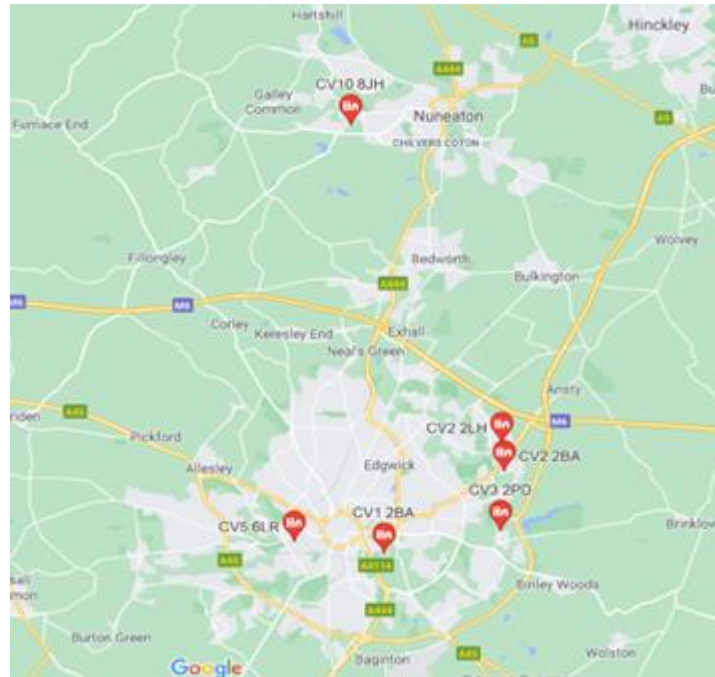 Hartshill
Hinckley
A5
A444
CV10 8JH
Galley
Common
Nuneaton
Furnace End
A5
CHILVERS COTON
Wolvey
Fillongley
Bedworth
Bulkington
A444
M6
M6
Corley
Keresley End
Exhall
Neal's Green
Ansty
A45
CV2 2LH
M6
Pickford
CV2 2BA
Allesley
Edgwick
CV3 2PD
CV5 6LR
CV1 2BA
A45
A4114
Binley Woods
A444
Burton Green
A45
Wolston
Baginton
Google